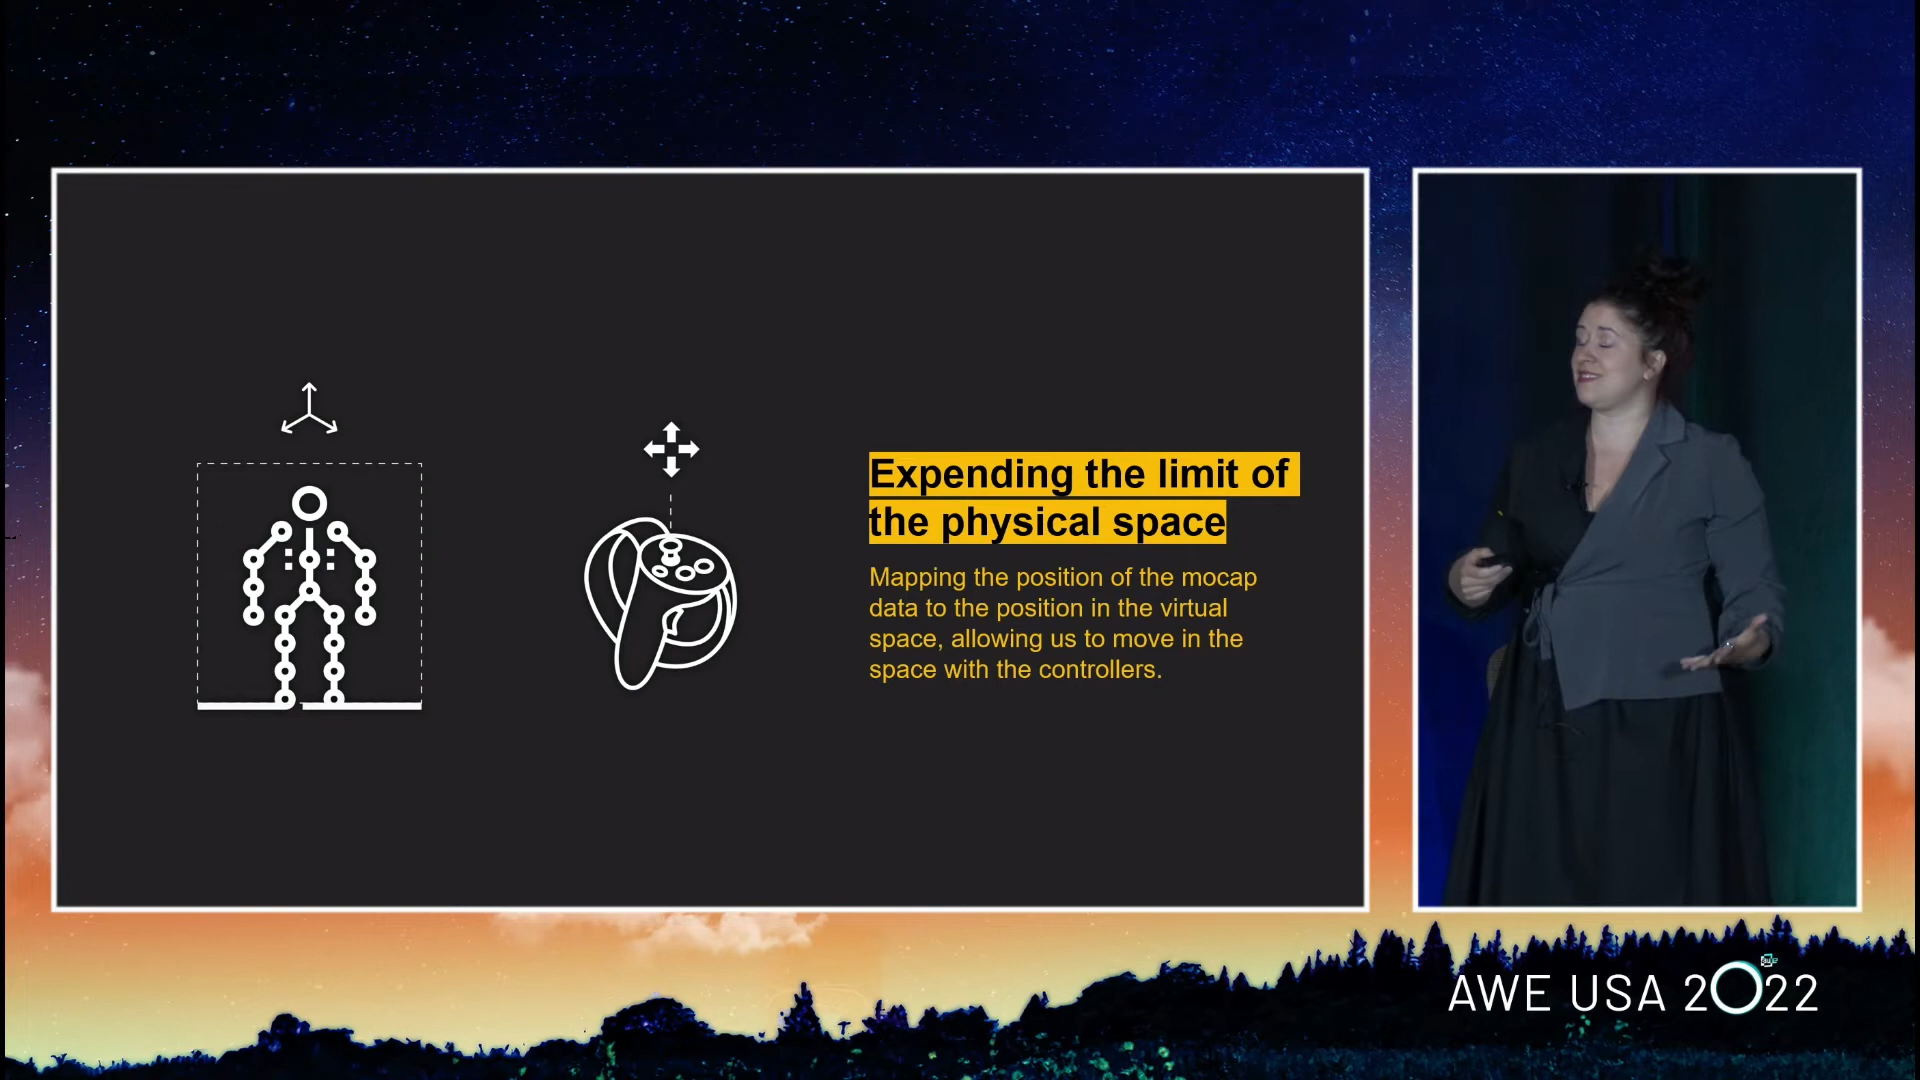 Expending the limit of
the physical space
Mapping the position of the mocap
data to the position in the virtual
space, allowing us to move in the
space with the controllers.
AWE USA 2022